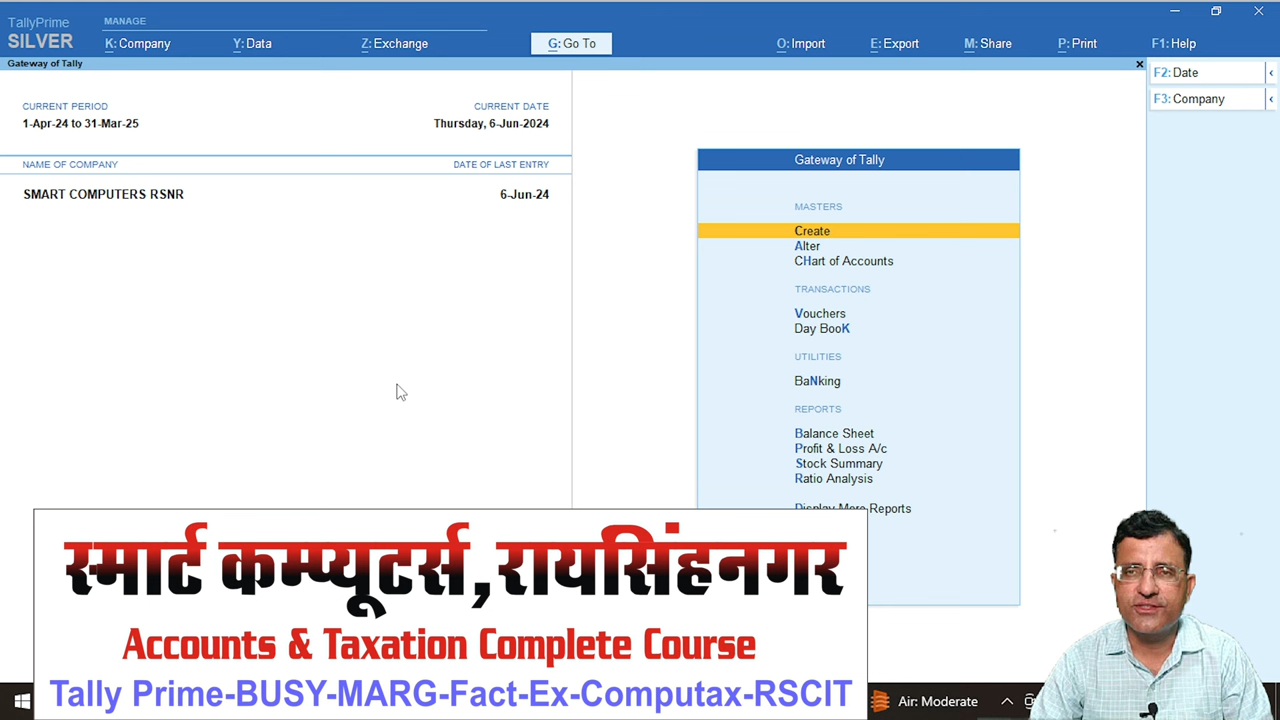 TallyPrime
SILVER
MANAGE
K: Company
Y: Data
Z: Exchange
G: Go To
O: Import
E: Export
M: Share
P: Print
F1: Help
Gateway of Tally
×
F2: Date
F3: Company
CURRENT PERIOD
CURRENT DATE
1-Apr-24 to 31-Mar-25
Thursday, 6-Jun-2024
NAME OF COMPANY
DATE OF LAST ENTRY
SMART COMPUTERS RSNR
6-Jun-24
Gateway of Tally
MASTERS
Create
Alter
CHart of Accounts
TRANSACTIONS
Vouchers
Day BooK
UTILITIES
BaNking
REPORTS
Balance Sheet
Profit & Loss A/c
Stock Summary
Ratio Analysis
Display More Reports
स्मार्ट कम्प्यूटर्स,रायसिंहनगर
Accounts & Taxation Complete Course
Tally Prime-BUSY-MARG-Fact-Ex-Computax-RSCIT
Air: Moderate